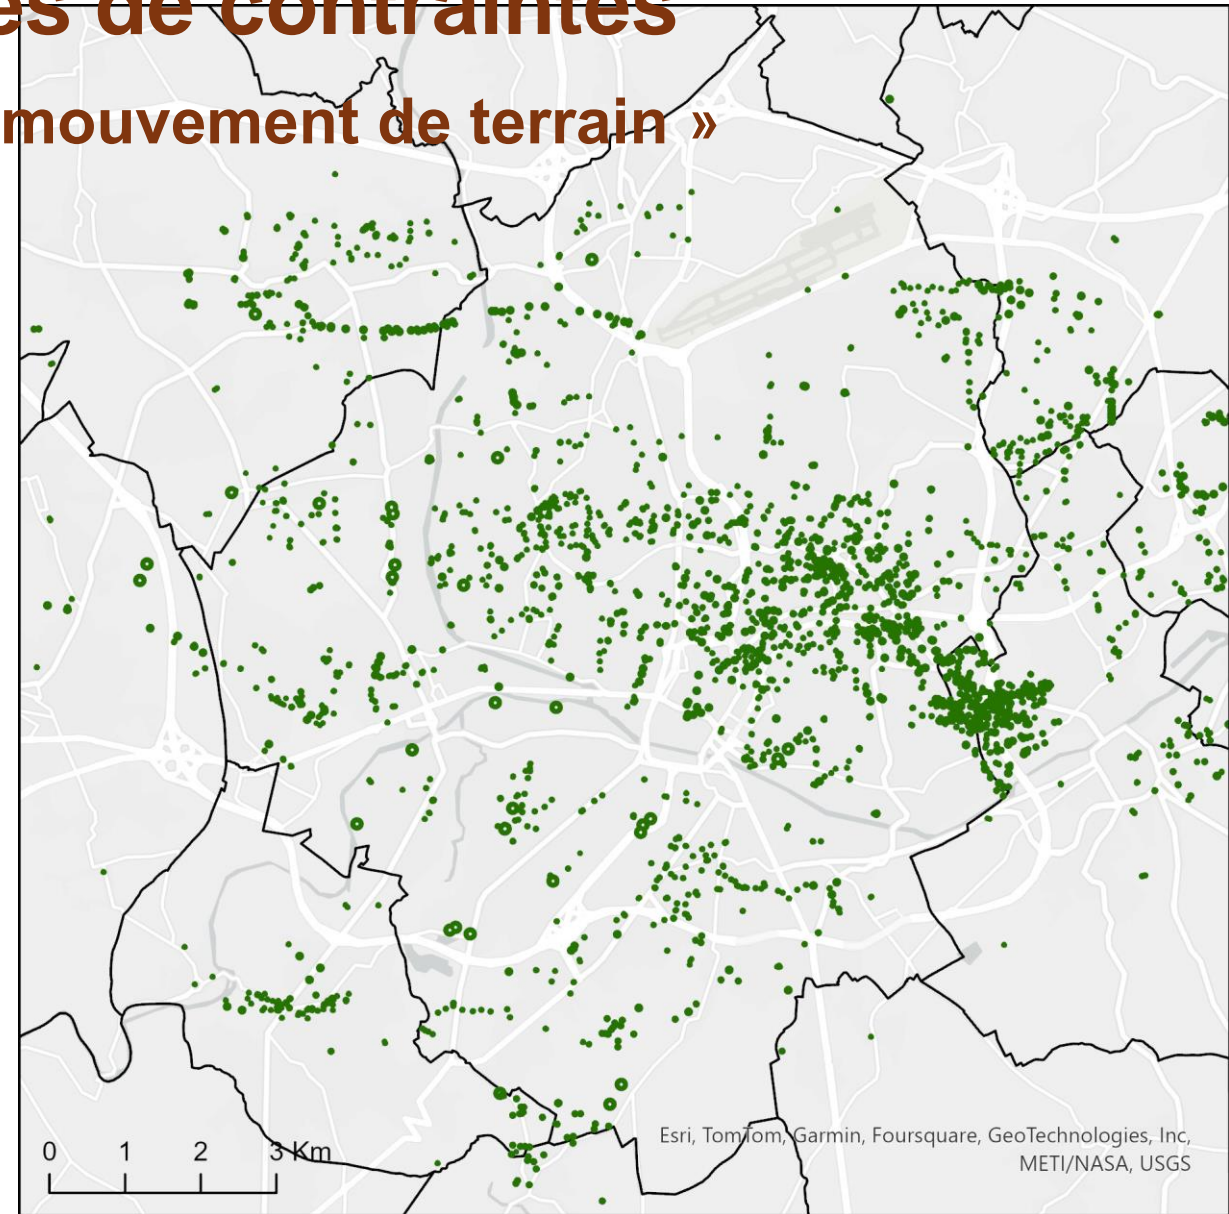 es de contraintes
mouvement de terrain »
0 1 2 3 Km
Esri, TomTom, Garmin, Foursquare, GeoTechnologies, Inc,
METI/NASA, USGS